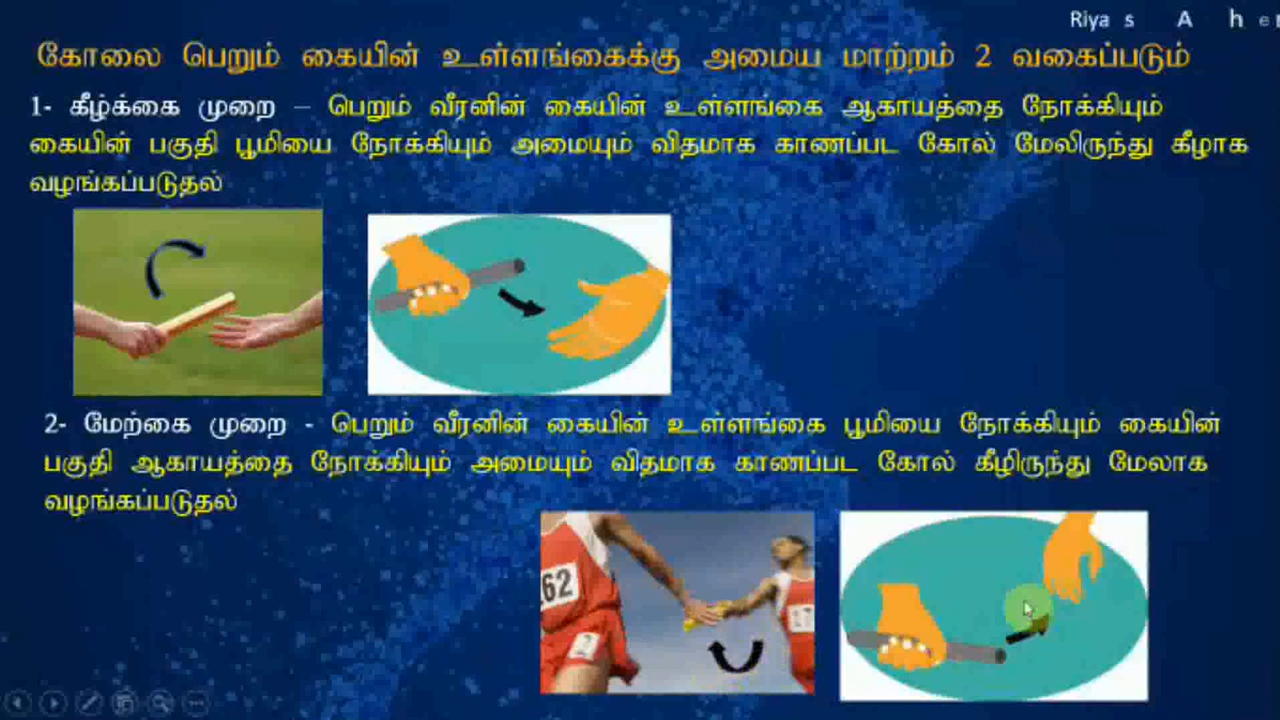 Riya s A h e
கோலை பெறும் கையின் உள்ளங்கைக்கு அமைய மாற்றம் 2 வகைப்படும்
1- கீழ்க்கை முறை – பெறும் வீரனின் கையின் உள்ளங்கை ஆகாயத்தை நோக்கியும்
கையின் பகுதி பூமியை நோக்கியும் அமையும் விதமாக காணப்பட கோல் மேலிருந்து கீழாக
வழங்கப்படுதல்
2- மேற்கை முறை - பெறும் வீரனின் கையின் உள்ளங்கை பூமியை நோக்கியும் கையின்
பகுதி ஆகாயத்தை நோக்கியும் அமையும் விதமாக காணப்பட கோல் கீழிருந்து மேலாக
வழங்கப்படுதல்
62
17